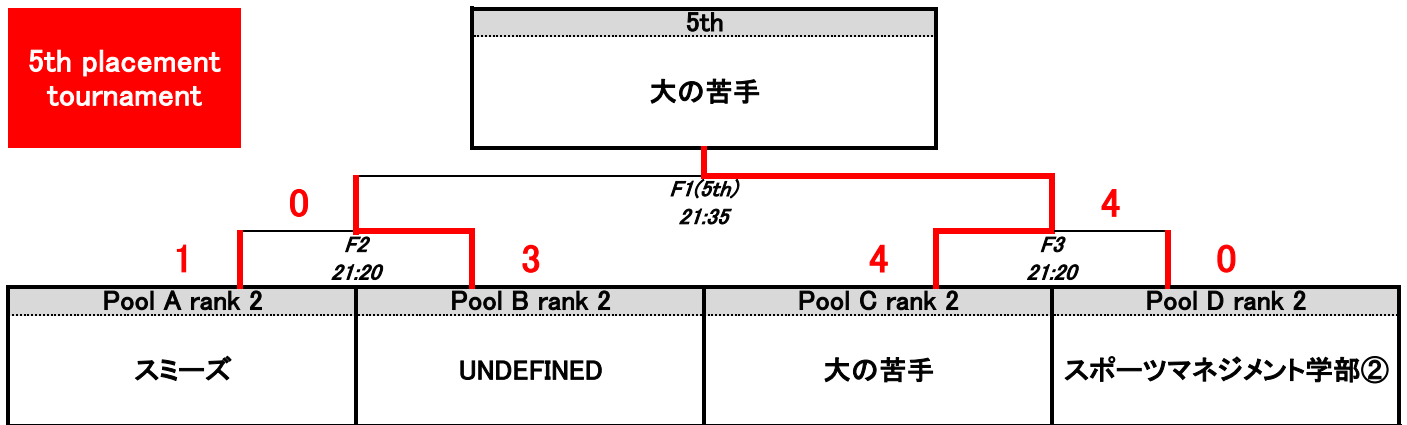 5th placement
tournament
5th
大の苦手
F1(5th)
21:35
0
4
F2
21:20
F3
21:20
1
3
4
0
Pool A rank 2
Pool B rank 2
Pool C rank 2
Pool D rank 2
スミーズ
UNDEFINED
大の苦手
スポーツマネジメント学部②